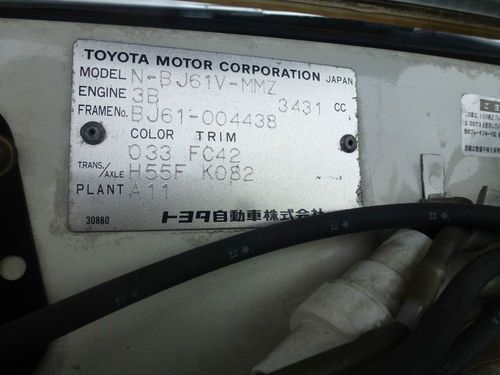 TOYOTA MOTOR CORPORATION JAPAN
MODEL N-BJ61V-MMZ
ENGINE 3B 3431 CC
FRAME No. BJ61-004438
COLOR TRIM
033 FC42
TRANS./AXLE H55F K082
PLANT A11
30880 トヨタ自動車株式会社